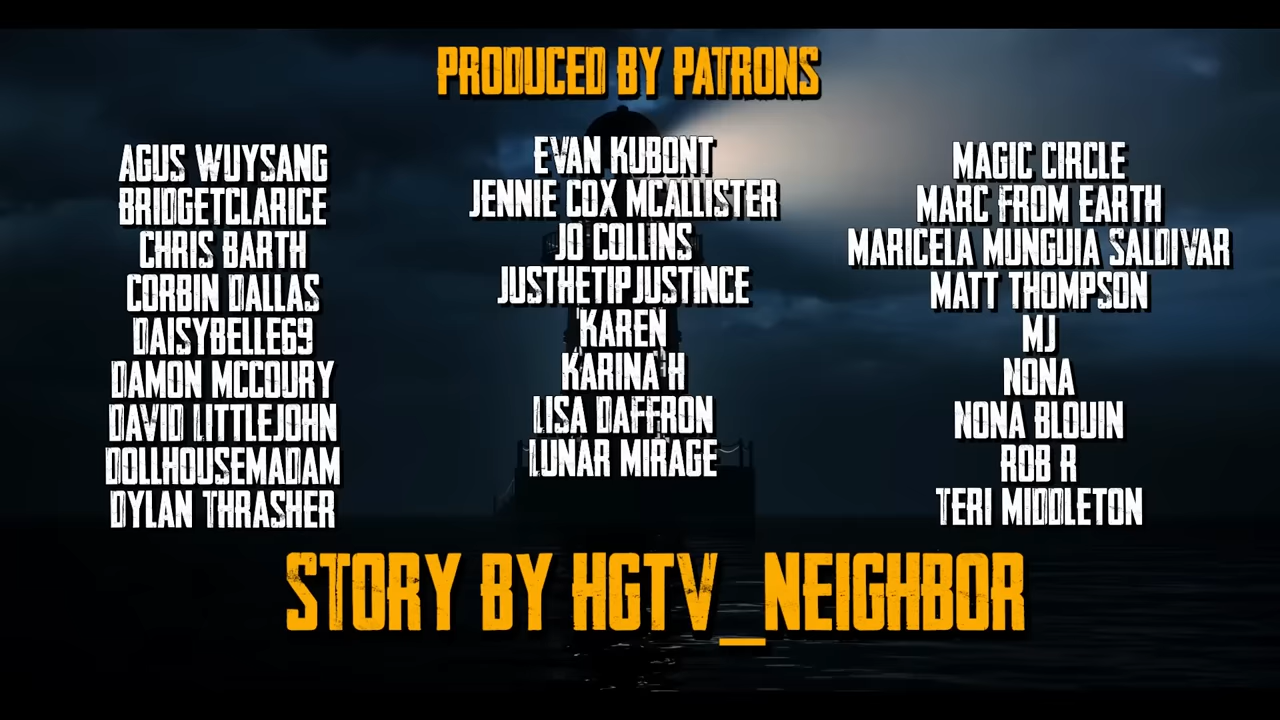 PRODUCED BY PATRONS
AGUS WUYSANG
BRIDGETCLARICE
CHRIS BARTH
CORBIN DALLAS
DAISYBELLE69
DAMON MCCOURY
DAVID LITTLEJOHN
DOLLHOUSEMADAM
DYLAN THRASHER
EVAN KUBONT
JENNIE COX MCALLISTER
JO COLLINS
JUSTHETIPJUSTINCE
KAREN
KARINA H
LISA DAFFRON
LUNAR MIRAGE
MAGIC CIRCLE
MARC FROM EARTH
MARICELA MUNGUIA SALDIVAR
MATT THOMPSON
MJ
NONA
NONA BLOUIN
ROB R
TERI MIDDLETON
STORY BY HGTV_NEIGHBOR